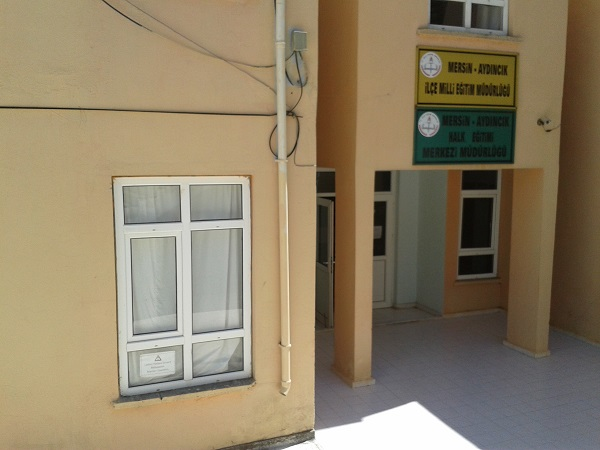 MERSİN - AYDINCIK
İLÇE MİLLİ EĞİTİM MÜDÜRLÜĞÜ
MERSİN - AYDINCIK
HALK EĞİTİMİ
MERKEZİ MÜDÜRLÜĞÜ